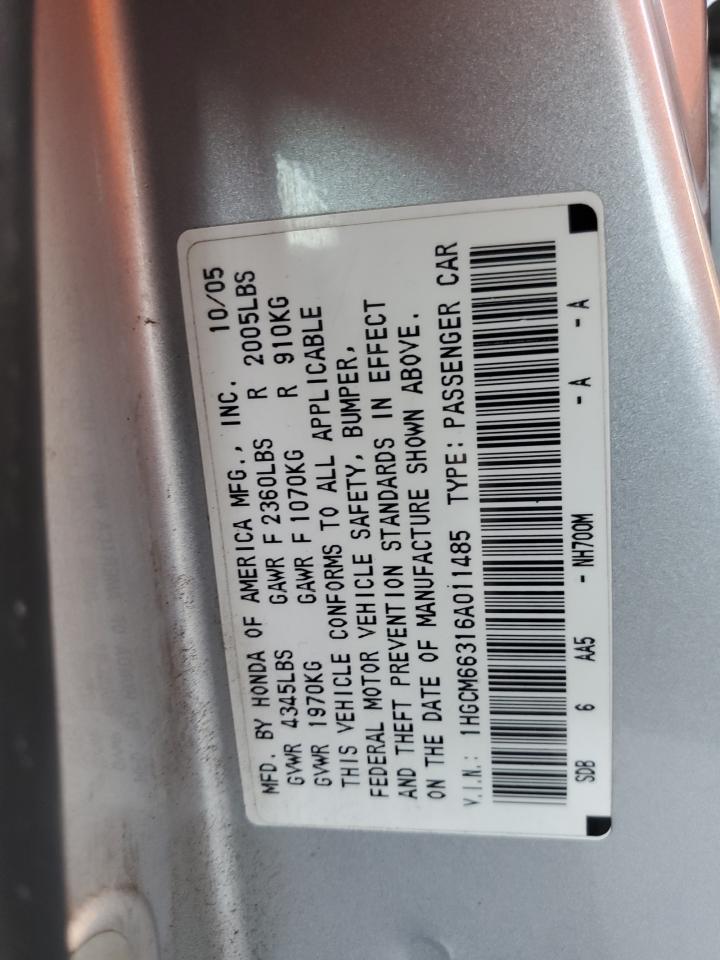 MFD. BY HONDA OF AMERICA MFG., INC. 10/05
GVWR 4345LBS GAWR F 2360LBS R 2005LBS
GVWR 1970KG GAWR F 1070KG R 910KG
THIS VEHICLE CONFORMS TO ALL APPLICABLE
FEDERAL MOTOR VEHICLE SAFETY, BUMPER,
AND THEFT PREVENTION STANDARDS IN EFFECT
ON THE DATE OF MANUFACTURE SHOWN ABOVE.
V.I.N.: 1HGCM66316A011485 TYPE: PASSENGER CAR
SDB 6 AA5 - NH700M - A - A